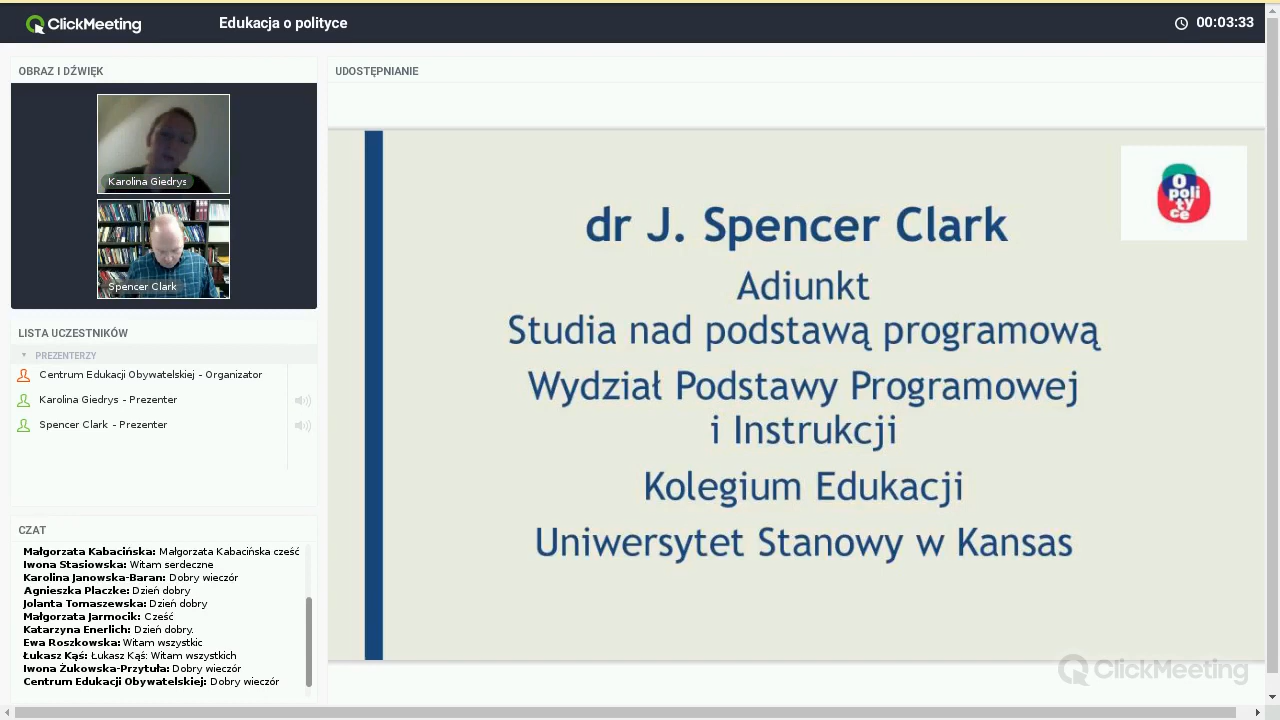 ClickMeeting
Edukacja o polityce
00:03:33
OBRAZ I DŹWIĘK
Karolina Giedrys
Spencer Clark
LISTA UCZESTNIKÓW
PREZENTERZY
Centrum Edukacji Obywatelskiej - Organizator
Karolina Giedrys - Prezenter
Spencer Clark - Prezenter
CZAT
Małgorzata Kabacińska: Małgorzata Kabacińska cześć
Iwona Stasiowska: Witam serdeczne
Karolina Janowska-Baran: Dobry wieczór
Agnieszka Placzke: Dzień dobry
Jolanta Tomaszewska: Dzień dobry
Małgorzata Jarmocik: Cześć
Katarzyna Enerlich: Dzień dobry.
Ewa Roszkowska: Witam wszystkic
Łukasz Kąś: Łukasz Kąś: Witam wszystkich
Iwona Żukowska-Przytuła: Dobry wieczór
Centrum Edukacji Obywatelskiej: Dobry wieczór
UDOSTĘPNIANIE
O
poli
ty
ce
dr J. Spencer Clark
Adiunkt
Studia nad podstawą programową
Wydział Podstawy Programowej
i Instrukcji
Kolegium Edukacji
Uniwersytet Stanowy w Kansas
ClickMeeting